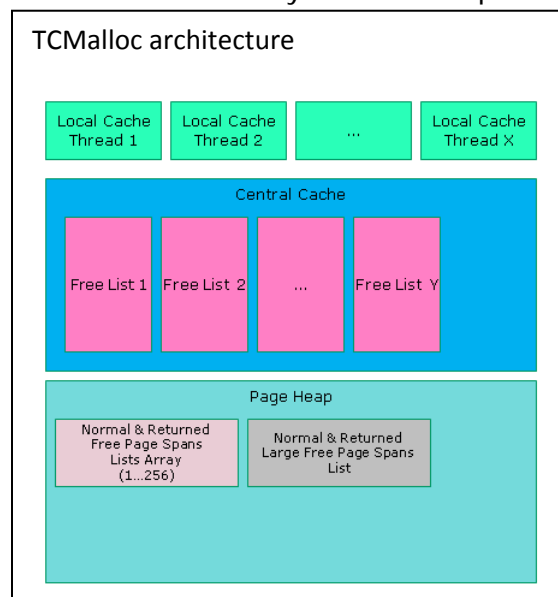 TCMalloc architecture
Local Cache
Thread 1
Local Cache
Thread 2
...
Local Cache
Thread X
Central Cache
Free List 1
Free List 2
...
Free List Y
Page Heap
Normal & Returned
Free Page Spans
Lists Array
(1...256)
Normal & Returned
Large Free Page Spans
List